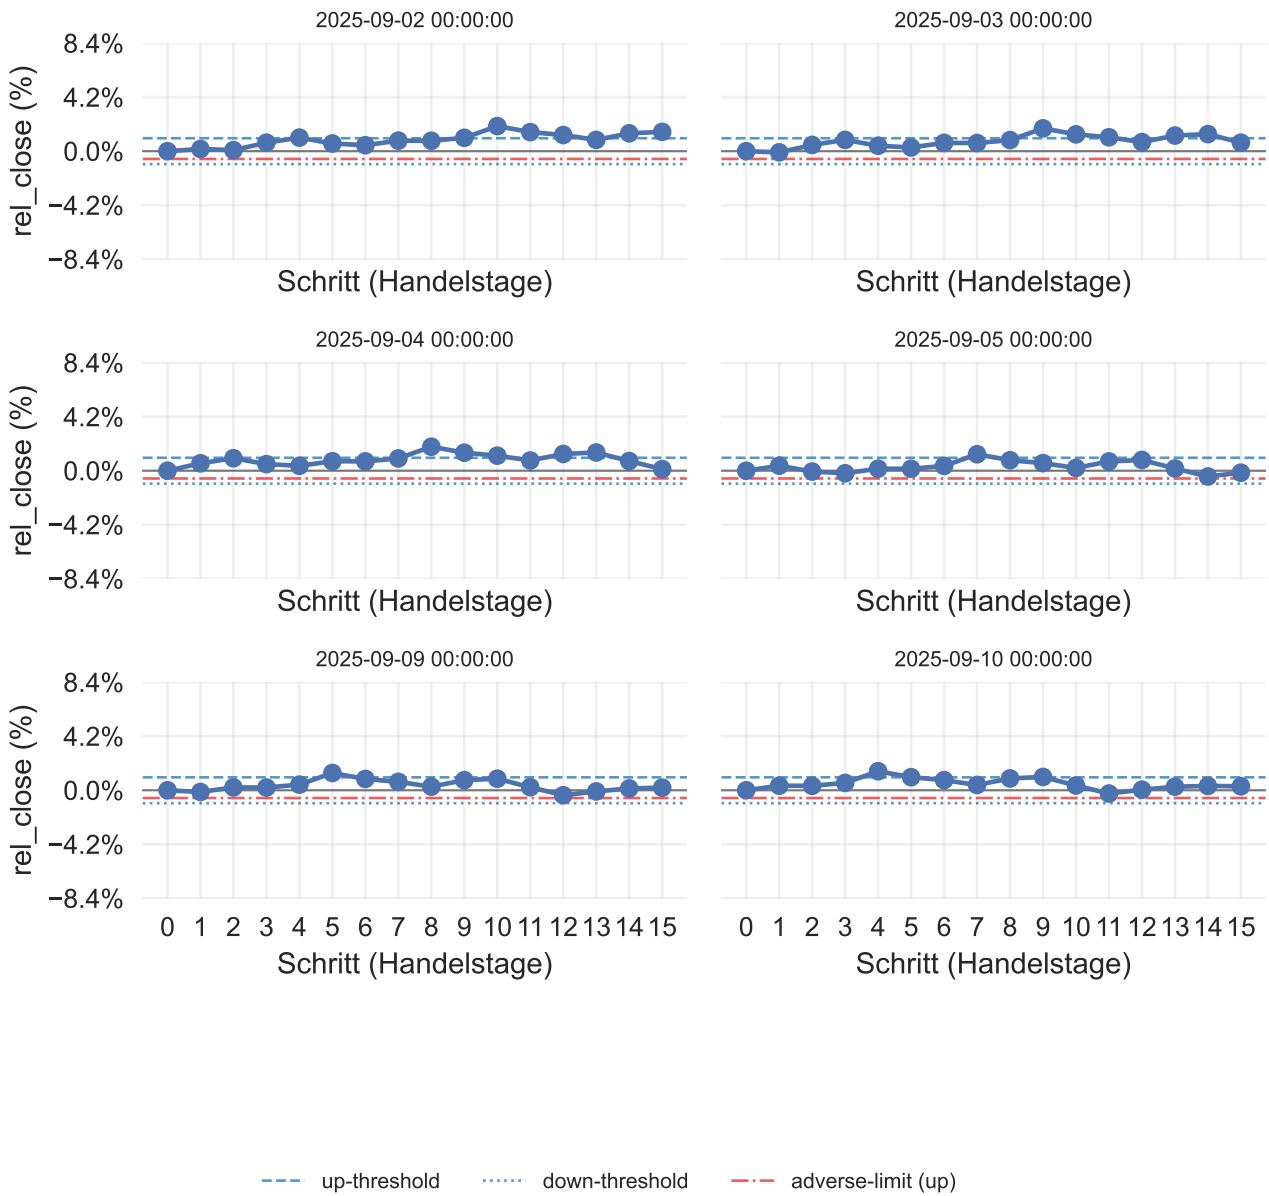 2025-09-02 00:00:00
2025-09-03 00:00:00
8.4%
4.2%
0.0%
−4.2%
−8.4%
rel_close (%)
Schritt (Handelstage)
Schritt (Handelstage)
2025-09-04 00:00:00
2025-09-05 00:00:00
8.4%
4.2%
0.0%
−4.2%
−8.4%
rel_close (%)
Schritt (Handelstage)
Schritt (Handelstage)
2025-09-09 00:00:00
2025-09-10 00:00:00
8.4%
4.2%
0.0%
−4.2%
−8.4%
rel_close (%)
0 1 2 3 4 5 6 7 8 9 10 11 12 13 14 15
0 1 2 3 4 5 6 7 8 9 10 11 12 13 14 15
Schritt (Handelstage)
Schritt (Handelstage)
up-threshold
down-threshold
adverse-limit (up)